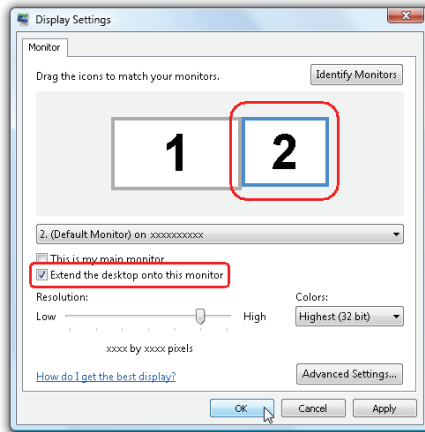 Display Settings
Monitor
Drag the icons to match your monitors.
Identify Monitors
1
2
2. (Default Monitor) on xxxxxxxxxx
This is my main monitor
Extend the desktop onto this monitor
Resolution:
Colors:
Low
High
Highest (32 bit)
xxxx by xxxx pixels
How do I get the best display?
Advanced Settings...
OK
Cancel
Apply